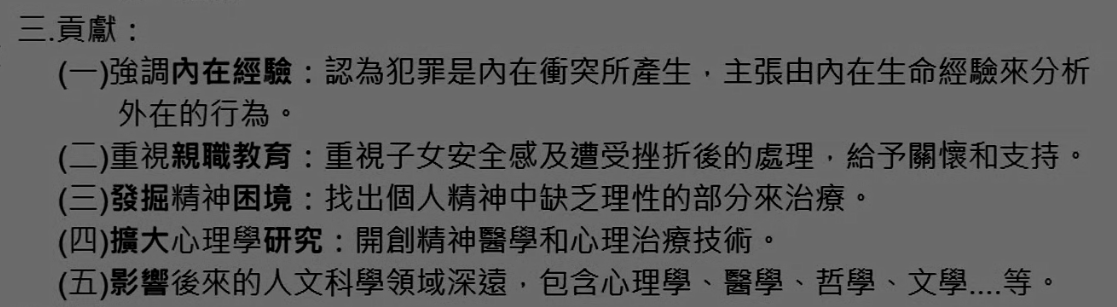 三.貢獻：
(一)強調內在經驗：認為犯罪是內在衝突所產生，主張由內在生命經驗來分析
外在的行為。
(二)重視親職教育：重視子女安全感及遭受挫折後的處理，給予關懷和支持。
(三)發掘精神困境：找出個人精神中缺乏理性的部分來治療。
(四)擴大心理學研究：開創精神醫學和心理治療技術。
(五)影響後來的人文科學領域深遠，包含心理學、醫學、哲學、文學....等。